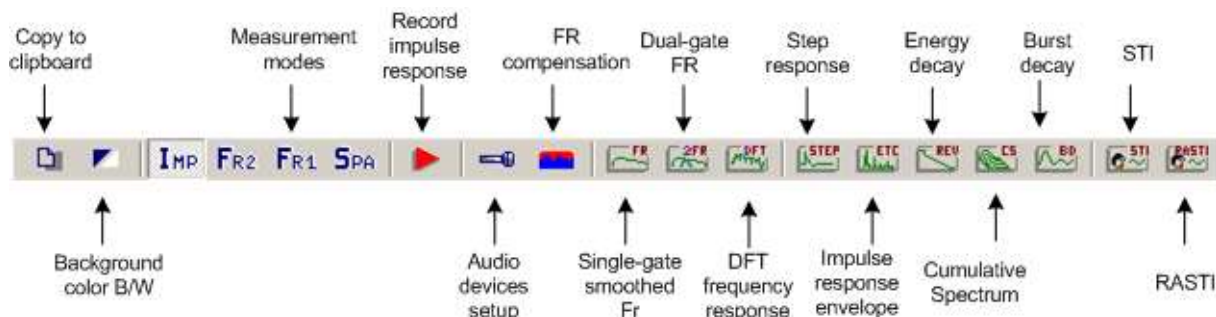 Copy to
clipboard
Measurement
modes
Record
impulse
response
FR
compensation
Dual-gate
FR
Step
response
Energy
decay
Burst
decay
STI
IMP FR2 FR1 SPA FR 2FR DFT STEP ETC REV CS BD STI RASTI
Background
color B/W
Audio
devices
setup
Single-gate
smoothed
Fr
DFT
frequency
response
Impulse
response
envelope
Cumulative
Spectrum
RASTI